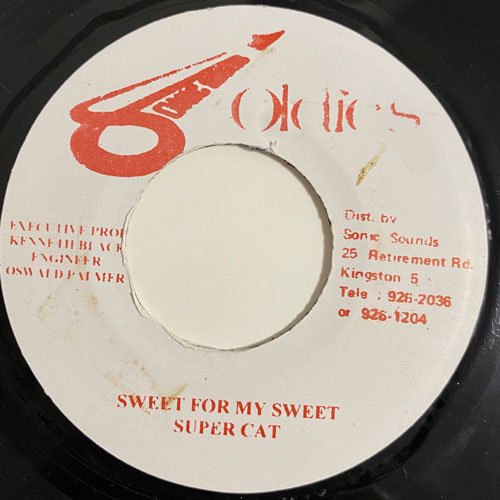 Oldies
EXECUTIVE PROD
KENNETH BLACK
ENGINEER
OSWALD PALMER
Dist. by
Sonic Sounds
25 Retirement Rd.
Kingston 5
Tele : 926-2036
or 926-1204
SWEET FOR MY SWEET
SUPER CAT